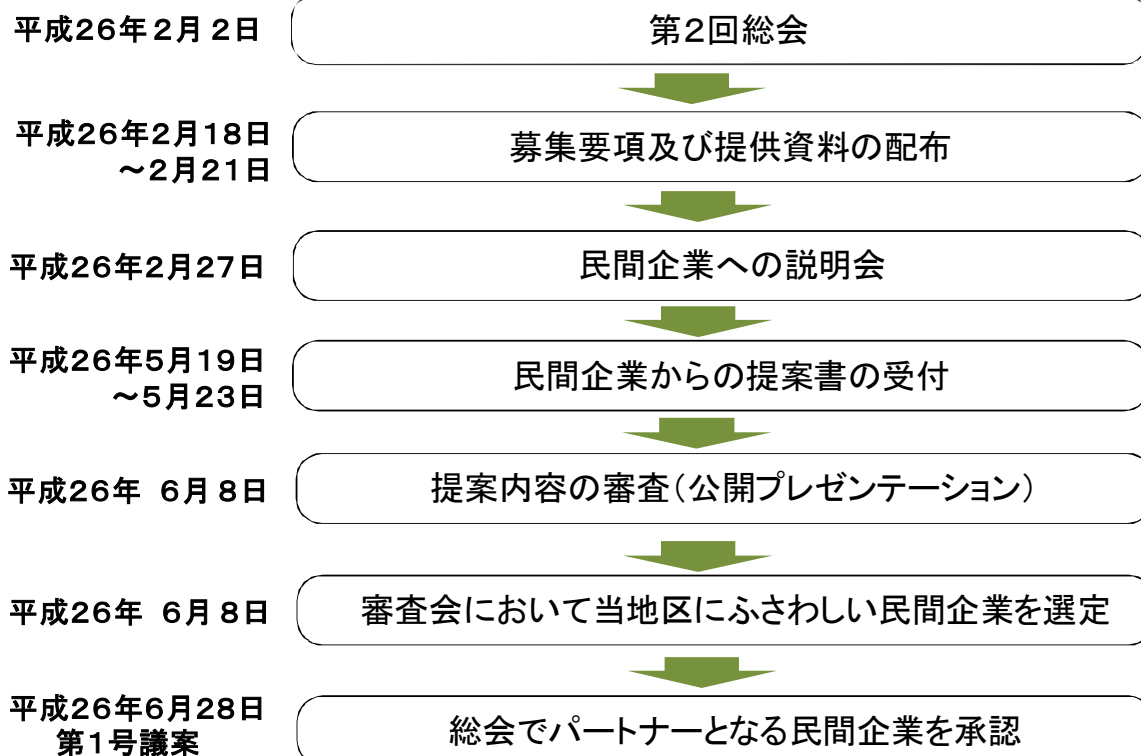 平成26年2月2日
第2回総会
平成26年2月18日
～2月21日
募集要項及び提供資料の配布
平成26年2月27日
民間企業への説明会
平成26年5月19日
～5月23日
民間企業からの提案書の受付
平成26年 6月8日
提案内容の審査（公開プレゼンテーション）
平成26年 6月8日
審査会において当地区にふさわしい民間企業を選定
平成26年6月28日
第1号議案
総会でパートナーとなる民間企業を承認